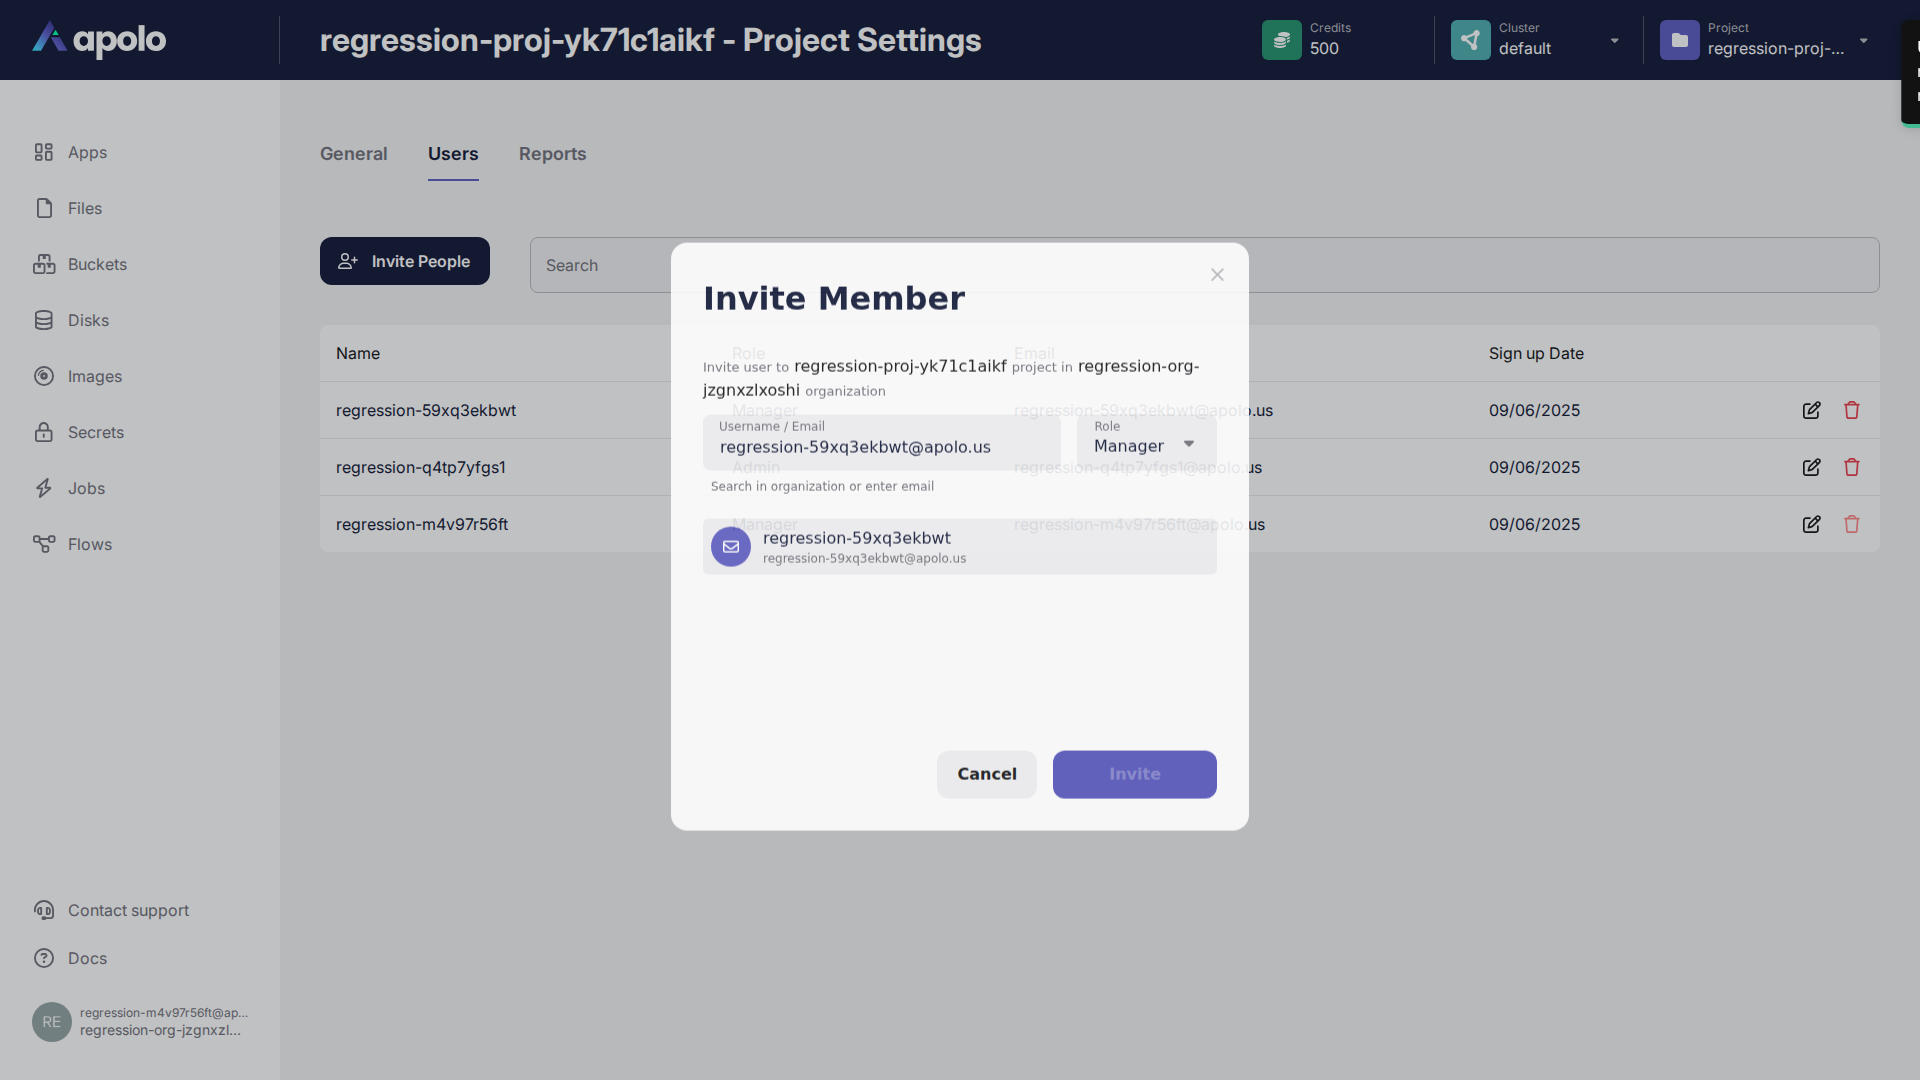 apolo
regression-proj-yk71c1aikf - Project Settings
Credits
500
Cluster
default
Project
regression-proj-...
Apps
Files
Buckets
Disks
Images
Secrets
Jobs
Flows
Contact support
Docs
RE
regression-m4v97r56ft@ap...
regression-org-jzgnxzl...
General
Users
Reports
Invite People
Search
Name
Role
Email
Sign up Date
regression-59xq3ekbwt
Manager
regression-59xq3ekbwt@apolo.us
09/06/2025
regression-q4tp7yfgs1
Admin
regression-q4tp7yfgs1@apolo.us
09/06/2025
regression-m4v97r56ft
Manager
regression-m4v97r56ft@apolo.us
09/06/2025
Invite Member
Invite user to regression-proj-yk71c1aikf project in regression-org-
jzgnxzlxoshi organization
Username / Email
regression-59xq3ekbwt@apolo.us
Role
Manager
Search in organization or enter email
regression-59xq3ekbwt
regression-59xq3ekbwt@apolo.us
Cancel
Invite